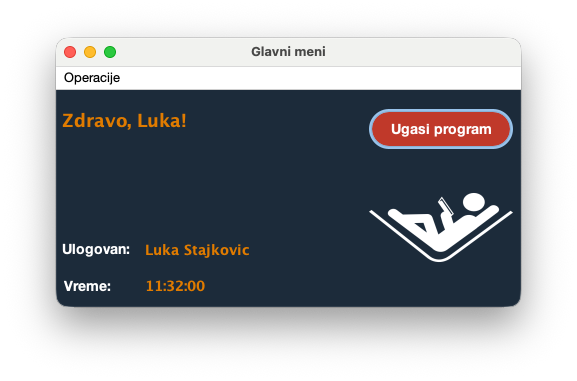 Glavni meni
Operacije
Zdravo, Luka!
Ugasi program
Ulogovan: Luka Stajkovic
Vreme: 11:32:00